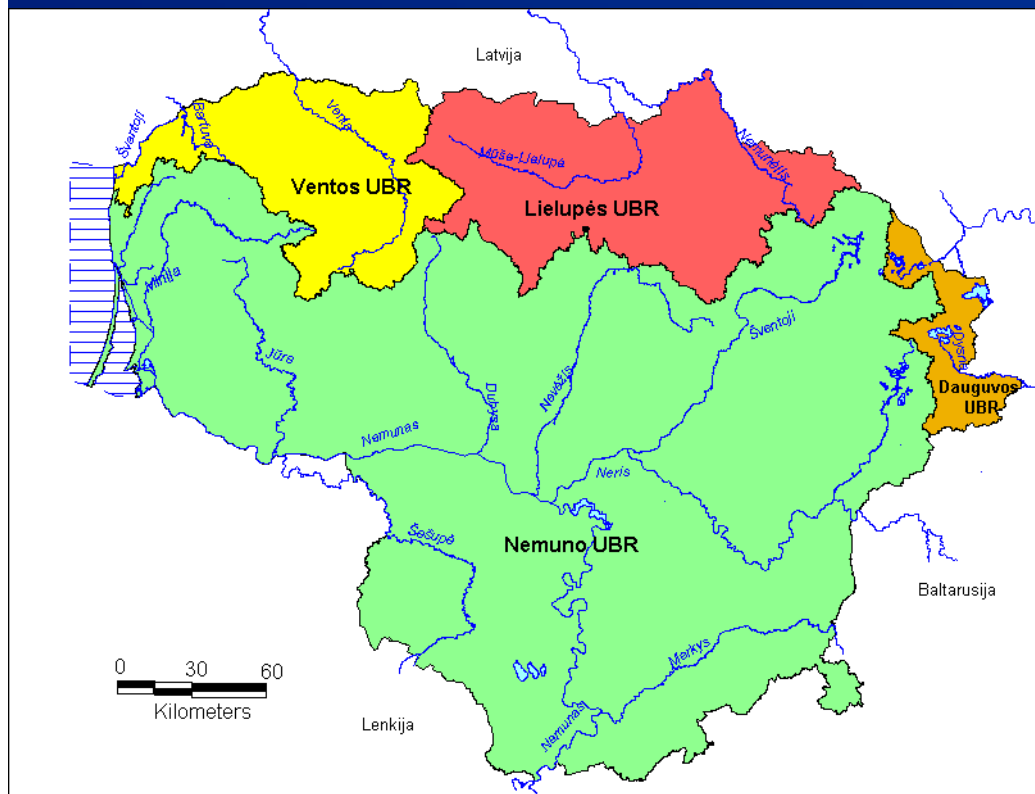 Latvija
Švantoji
Bartuva
Venta
Mūša-Lielupė
Nemunėlis
Ventos UBR
Lielupės UBR
Minija
Jūra
Dubysa
Nevėžis
Šventoji
Dysna
Dauguvos
UBR
Nemunas
Neris
Šešupė
Nemuno UBR
Baltarusija
Merkys
0 30 60
Kilometers
Lenkija
Nemunas